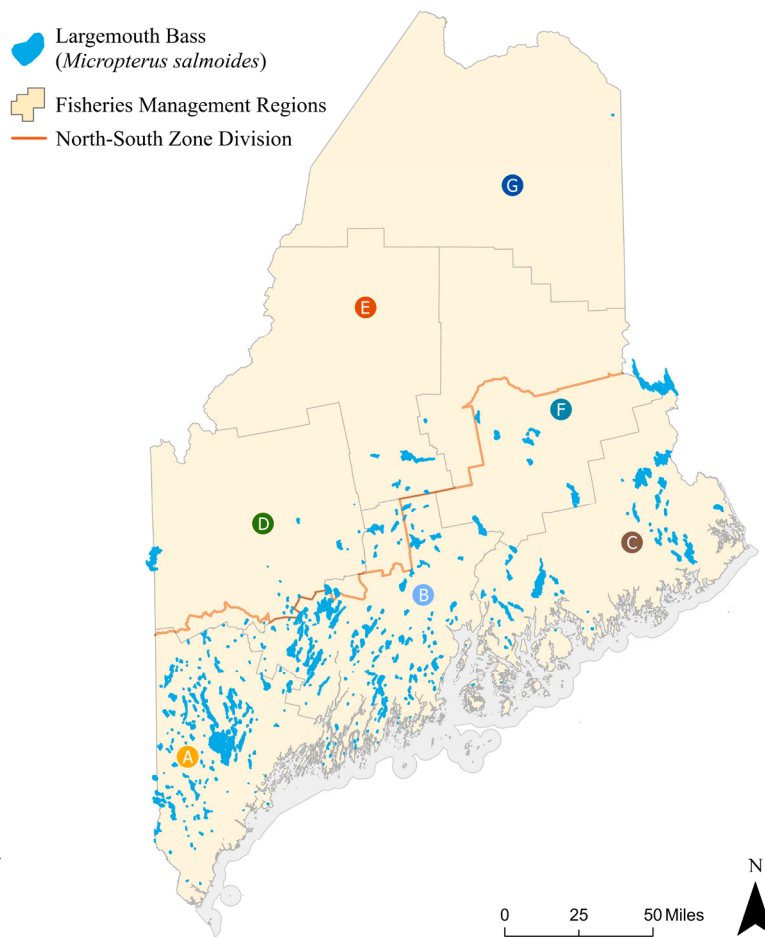 Largemouth Bass
(Micropterus salmoides)
Fisheries Management Regions
North-South Zone Division
G
E
F
D
C
B
A
N
0 25 50 Miles